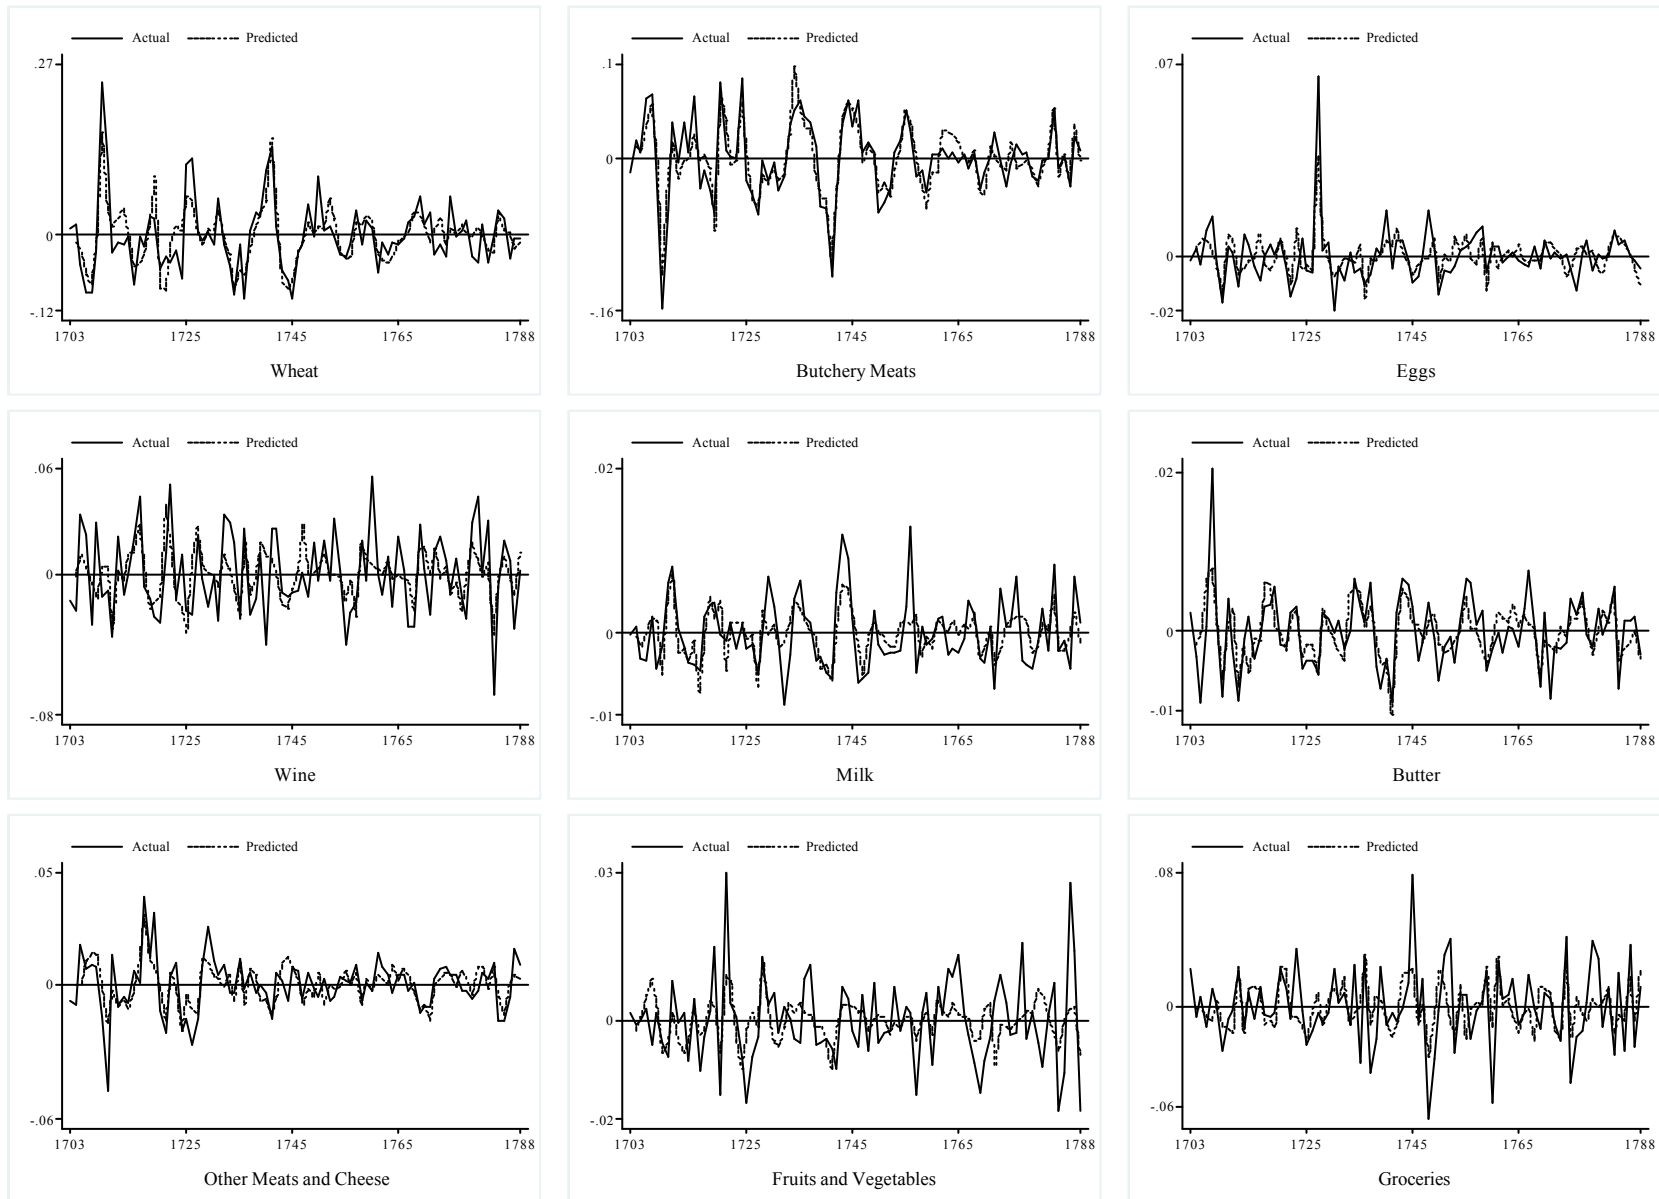 Actual Predicted
.27
0
-.12
1703 1725 1745 1765 1788
Wheat
Actual Predicted
.1
0
-.16
1703 1725 1745 1765 1788
Butchery Meats
Actual Predicted
.07
0
-.02
1703 1725 1745 1765 1788
Eggs
Actual Predicted
.06
0
-.08
1703 1725 1745 1765 1788
Wine
Actual Predicted
.02
0
-.01
1703 1725 1745 1765 1788
Milk
Actual Predicted
.02
0
-.01
1703 1725 1745 1765 1788
Butter
Actual Predicted
.05
0
-.06
1703 1725 1745 1765 1788
Other Meats and Cheese
Actual Predicted
.03
0
-.02
1703 1725 1745 1765 1788
Fruits and Vegetables
Actual Predicted
.08
0
-.06
1703 1725 1745 1765 1788
Groceries